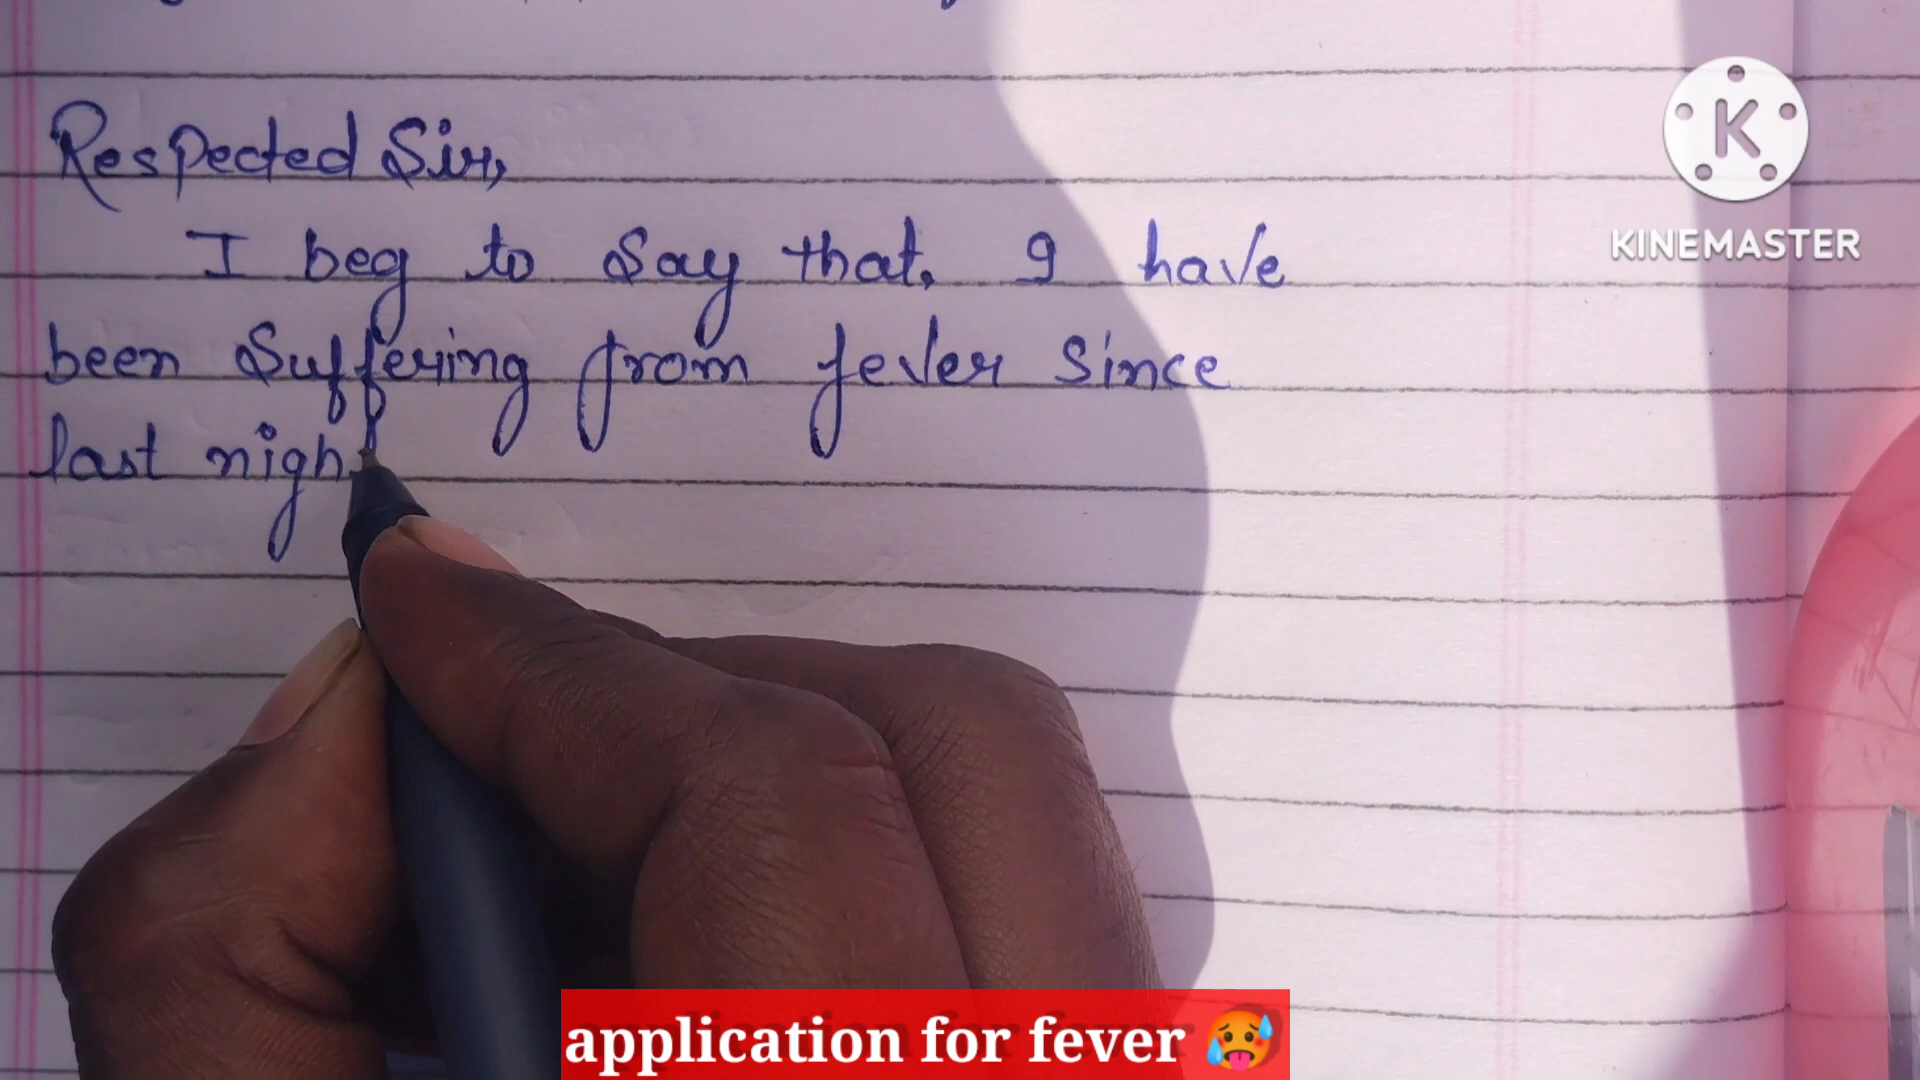 Respected Sir,
I beg to say that, I have
been suffering from fever since
last nigh
K
KINEMASTER
application for fever 🥵